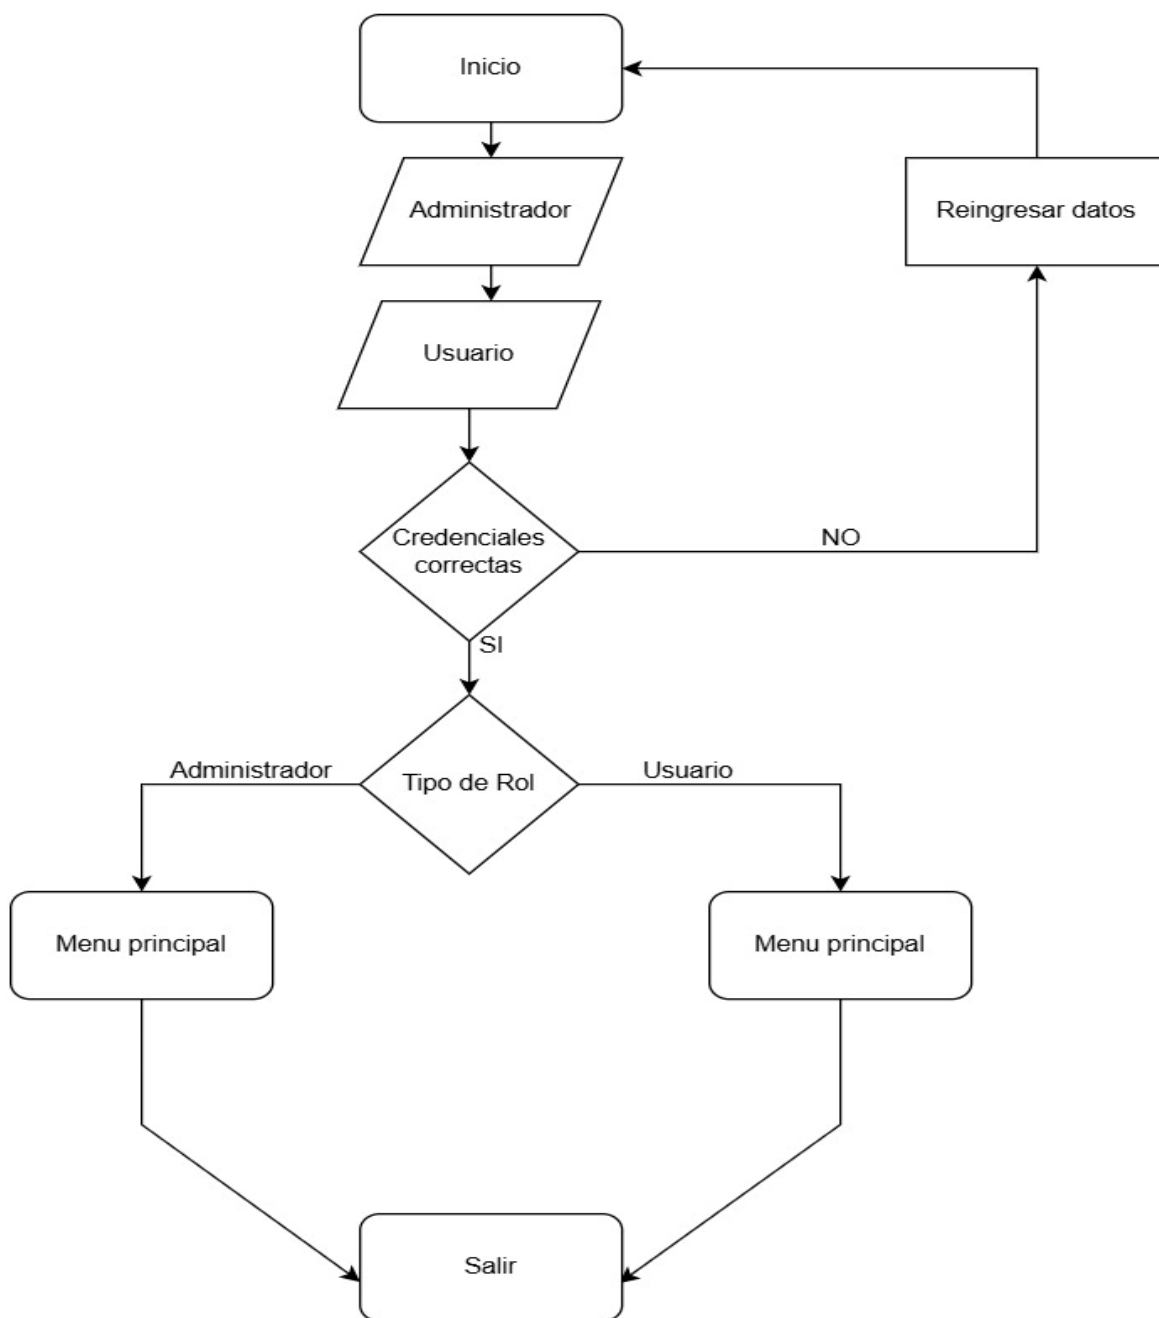 Inicio
Administrador
Reingresar datos
Usuario
Credenciales
correctas
NO
SI
Administrador
Tipo de Rol
Usuario
Menu principal
Menu principal
Salir